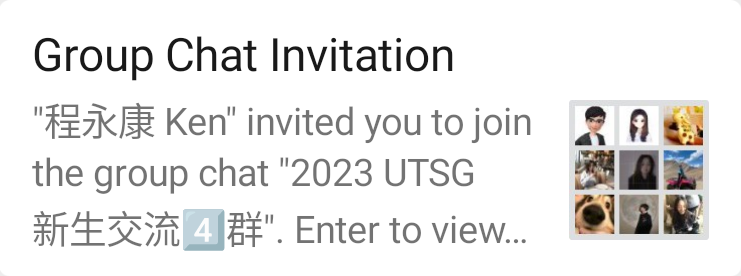 Group Chat Invitation
"程永康 Ken" invited you to join
the group chat "2023 UTSG
新生交流4️⃣群". Enter to view...